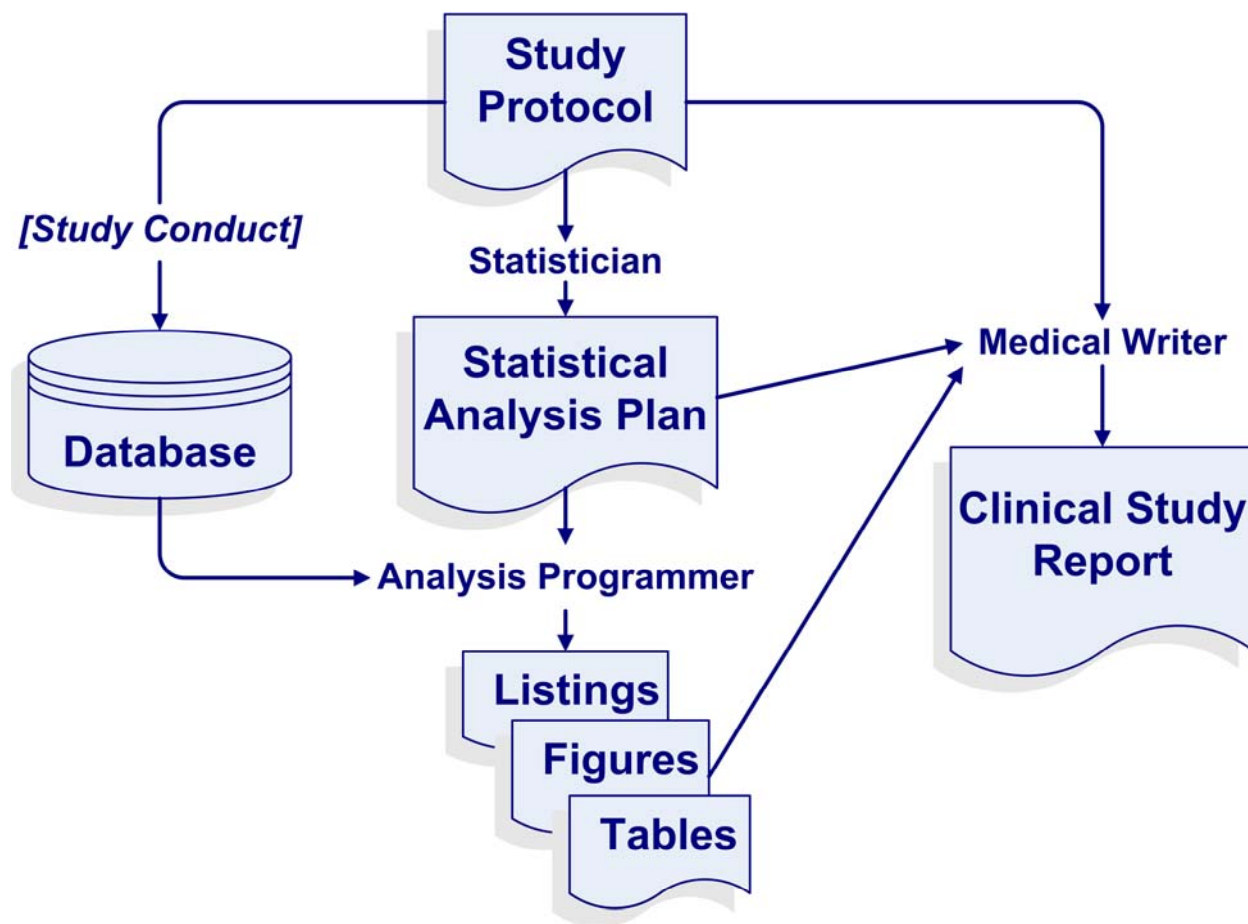 Study
Protocol
[Study Conduct]
Statistician
Medical Writer
Statistical
Analysis Plan
Database
Clinical Study
Report
Analysis Programmer
Listings
Figures
Tables